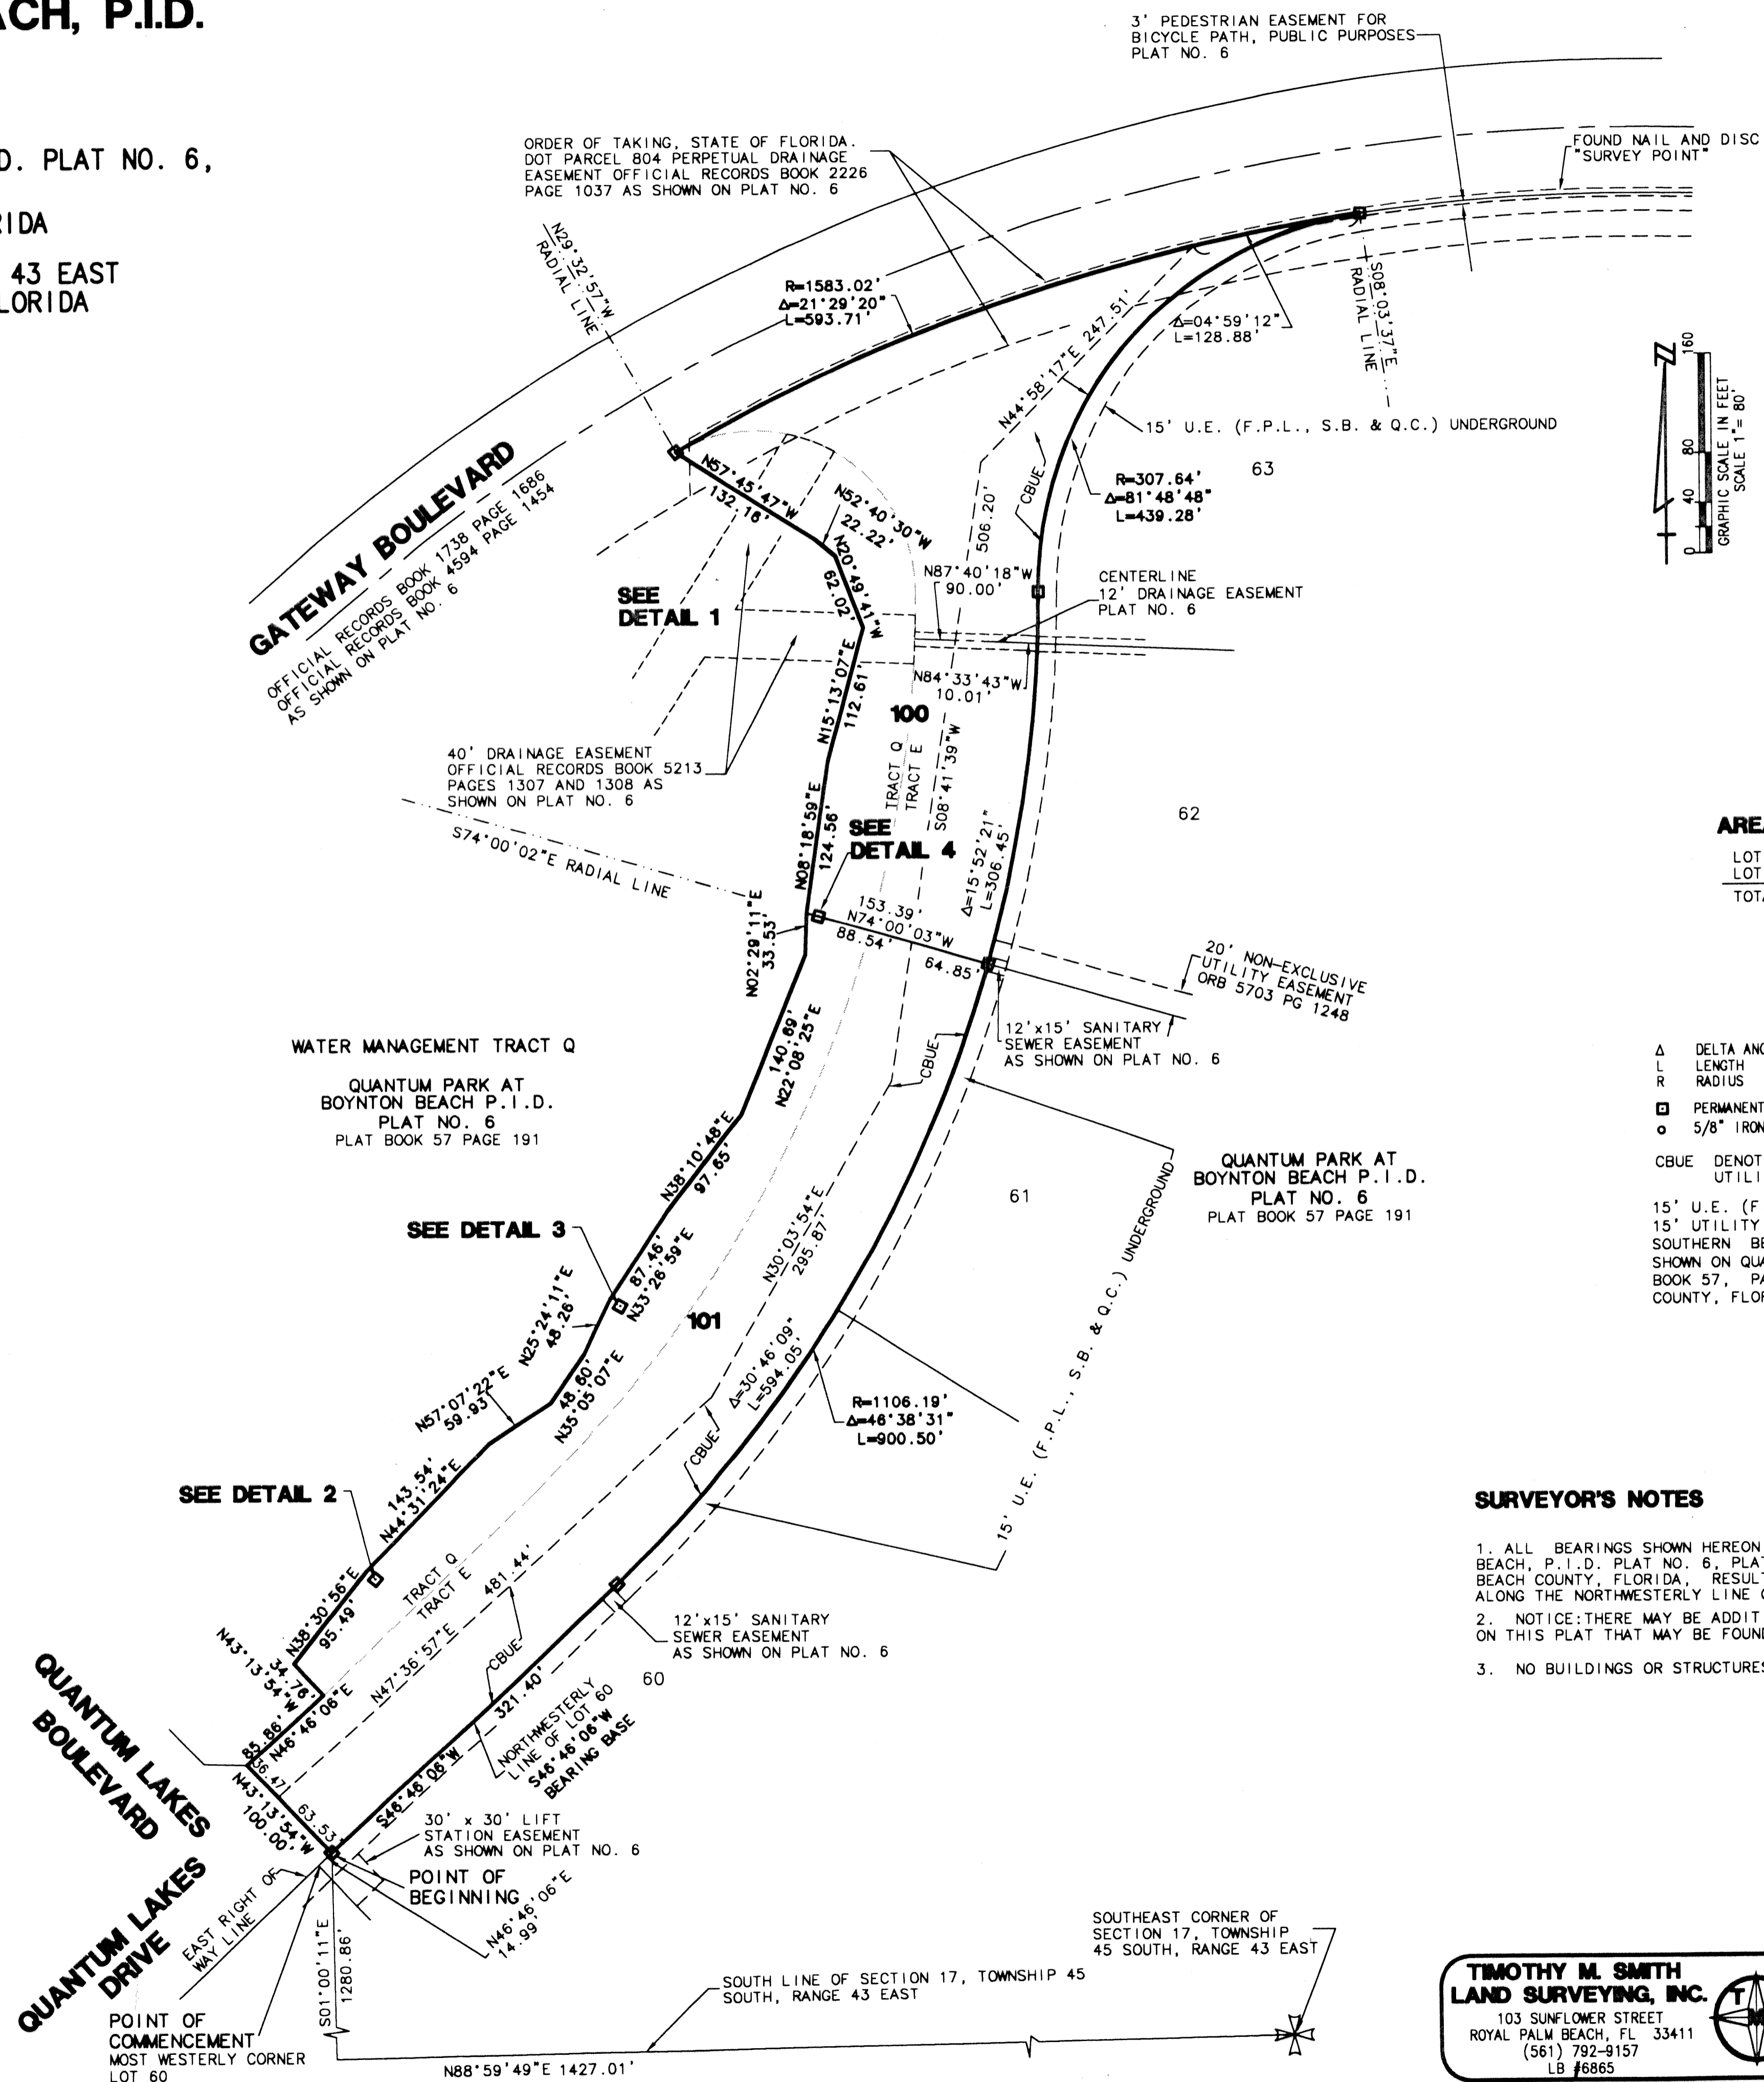 ACH, P.I.D.
D. PLAT NO. 6,
RIDA
43 EAST
LORIDA
3' PEDESTRIAN EASEMENT FOR
BICYCLE PATH, PUBLIC PURPOSES
PLAT NO. 6
ORDER OF TAKING, STATE OF FLORIDA.
DOT PARCEL 804 PERPETUAL DRAINAGE
EASEMENT OFFICIAL RECORDS BOOK 2226
PAGE 1037 AS SHOWN ON PLAT NO. 6
FOUND NAIL AND DISC
"SURVEY POINT"
N29°32'57"W
RADIAL LINE
R=1583.02'
Δ=21°29'20"
L=593.71'
Δ=04°59'12"
L=128.88'
S08°03'37"E
RADIAL LINE
N44°58'17"E 247.51'
15' U.E. (F.P.L., S.B. & Q.C.) UNDERGROUND
63
R=307.64'
Δ=81°48'48"
L=439.28'
CBUE
506.20'
0 40 80 160
GRAPHIC SCALE IN FEET
SCALE 1"= 80'
GATEWAY BOULEVARD
OFFICIAL RECORDS BOOK 1738 PAGE 1686
OFFICIAL RECORDS BOOK 4594 PAGE 1454
AS SHOWN ON PLAT NO. 6
N57°45'47"W
132.18'
N52°40'30"W
22.22'
N20°49'41"W
62.02'
SEE
DETAIL 1
N87°40'18"W
90.00'
CENTERLINE
12' DRAINAGE EASEMENT
PLAT NO. 6
N84°33'43"W
10.01'
N15°13'07"E
112.61'
100
TRACT Q
TRACT E
S08°41'39"W
40' DRAINAGE EASEMENT
OFFICIAL RECORDS BOOK 5213
PAGES 1307 AND 1308 AS
SHOWN ON PLAT NO. 6
S74°00'02"E RADIAL LINE
N08°18'59"E
124.56'
SEE
DETAIL 4
62
Δ=15°52'21"
L=306.45'
153.39'
N74°00'03"W
88.54'
64.85'
N02°29'11"E
33.53'
20' NON-EXCLUSIVE
UTILITY EASEMENT
ORB 5703 PG 1248
12'x15' SANITARY
SEWER EASEMENT
AS SHOWN ON PLAT NO. 6
CBUE
140.69'
N22°08'25"E
WATER MANAGEMENT TRACT Q
QUANTUM PARK AT
BOYNTON BEACH P.I.D.
PLAT NO. 6
PLAT BOOK 57 PAGE 191
N38°10'48"E
97.65'
QUANTUM PARK AT
BOYNTON BEACH P.I.D.
PLAT NO. 6
PLAT BOOK 57 PAGE 191
61
SEE DETAIL 3
87.46'
N33°26'59"E
N30°03'54"E
295.87'
101
N25°24'11"E
48.26'
48.60'
N35°05'07"E
N57°07'22"E
59.93'
Δ=30°46'09"
L=594.05'
R=1106.19'
Δ=46°38'31"
L=900.50'
CBUE
15' U.E. (F.P.L., S.B. & Q.C.) UNDERGROUND
SEE DETAIL 2
143.54'
N44°31'24"E
TRACT Q
TRACT E
481.44'
N47°36'57"E
N38°30'56"E
95.49'
N43°13'54"W
34.76'
12'x15' SANITARY
SEWER EASEMENT
AS SHOWN ON PLAT NO. 6
60
CBUE
321.40'
NORTHWESTERLY
LINE OF LOT 60
S46°46'06"W
BEARING BASE
S46°46'06"W
85.86'
N46°46'06"E
36.47'
63.53'
N43°13'54"W
100.00'
QUANTUM LAKES
BOULEVARD
QUANTUM LAKES
DRIVE
30' x 30' LIFT
STATION EASEMENT
AS SHOWN ON PLAT NO. 6
POINT OF
BEGINNING
N46°46'06"E
14.99'
EAST RIGHT OF
WAY LINE
S01°00'11"E
1280.86'
POINT OF
COMMENCEMENT
MOST WESTERLY CORNER
LOT 60
SOUTH LINE OF SECTION 17, TOWNSHIP 45
SOUTH, RANGE 43 EAST
N88°59'49"E 1427.01'
SOUTHEAST CORNER OF
SECTION 17, TOWNSHIP
45 SOUTH, RANGE 43 EAST
AREA
LOT
LOT
TOTA
Δ DELTA ANG
L LENGTH
R RADIUS
PERMANENT
5/8" IRON
CBUE DENOT
UTILI
15' U.E. (F
15' UTILITY
SOUTHERN BE
SHOWN ON QUA
BOOK 57, PA
COUNTY, FLOR
SURVEYOR'S NOTES
1. ALL BEARINGS SHOWN HEREON
BEACH, P.I.D. PLAT NO. 6, PLAT
BEACH COUNTY, FLORIDA, RESULT
ALONG THE NORTHWESTERLY LINE O
2. NOTICE:THERE MAY BE ADDIT
ON THIS PLAT THAT MAY BE FOUND
3. NO BUILDINGS OR STRUCTURES
TIMOTHY M. SMITH
LAND SURVEYING, INC.
103 SUNFLOWER STREET
ROYAL PALM BEACH, FL 33411
(561) 792-9157
LB #6865
T
M